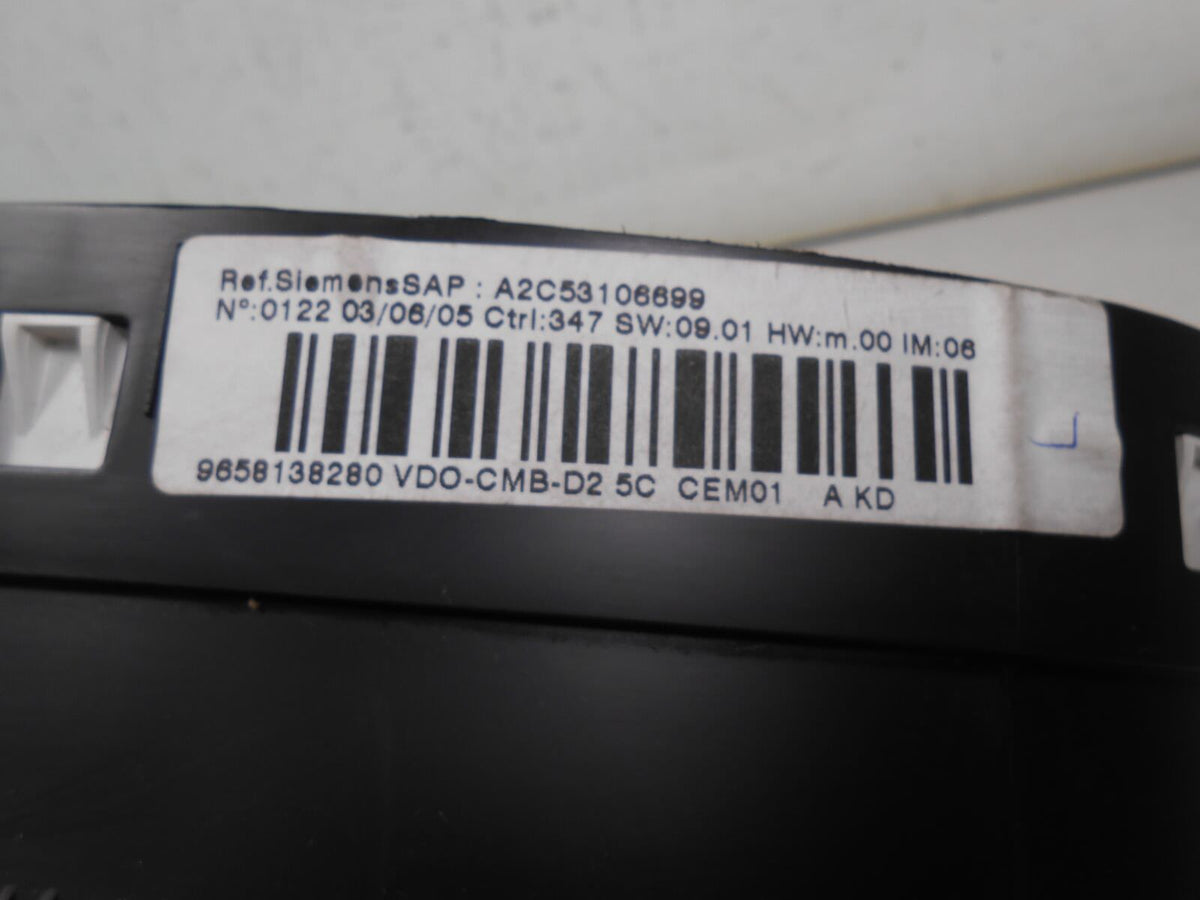 Ref.SiemensSAP : A2C53106699
N°:0122 03/06/05 Ctrl:347 SW:09.01 HW:m.00 IM:06
9658138280 VDO-CMB-D2 5C CEM01 A KD